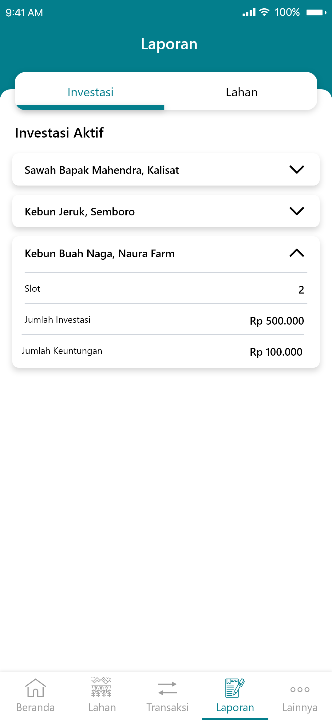 9:41 AM 100%
Laporan
Investasi Lahan
Investasi Aktif
Sawah Bapak Mahendra, Kalisat
Kebun Jeruk, Semboro
Kebun Buah Naga, Naura Farm
Slot 2
Jumlah Investasi Rp 500.000
Jumlah Keuntungan Rp 100.000
Beranda Lahan Transaksi Laporan Lainnya